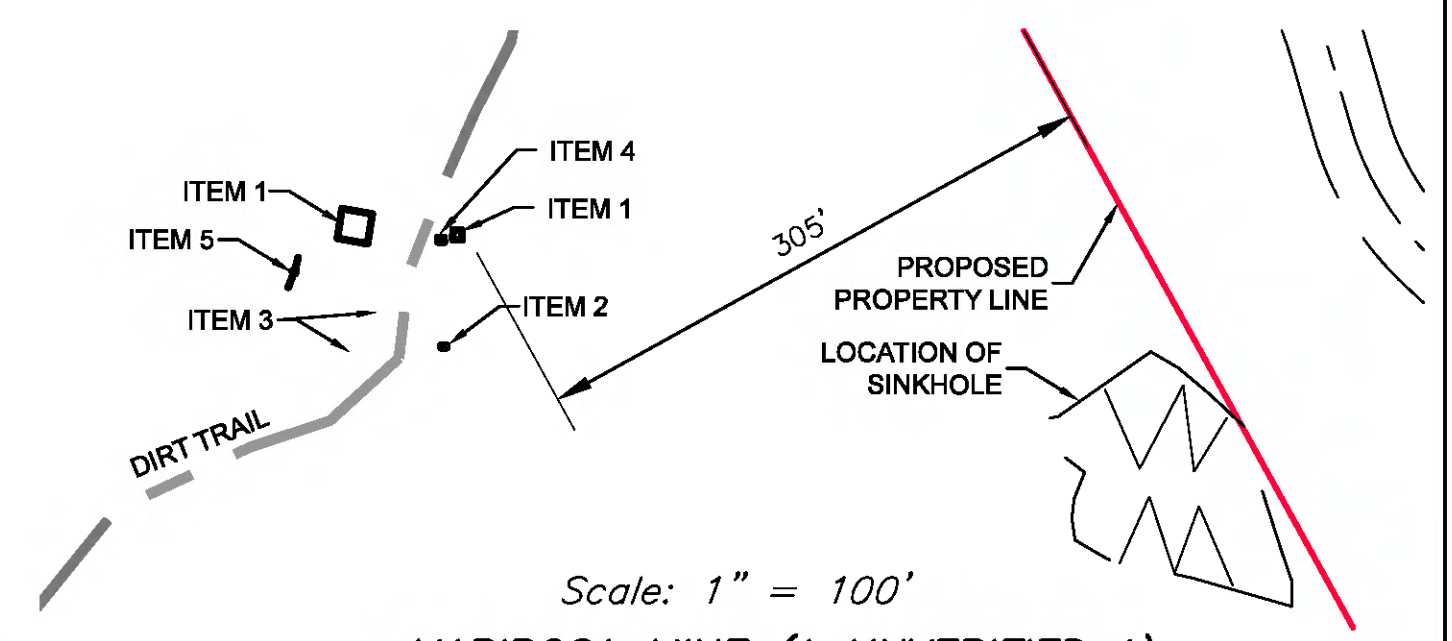 ITEM 4
ITEM 1
ITEM 1
ITEM 5
305'
PROPOSED
PROPERTY LINE
ITEM 3
ITEM 2
LOCATION OF
SINKHOLE
DIRT TRAIL
Scale: 1" = 100'